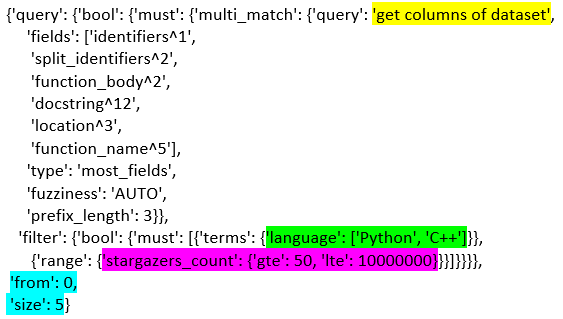 {'query': {'bool': {'must': {'multi_match': {'query': 'get columns of dataset',
'fields': ['identifiers^1',
'split_identifiers^2',
'function_body^2',
'docstring^12',
'location^3',
'function_name^5'],
'type': 'most_fields',
'fuzziness': 'AUTO',
'prefix_length': 3}},
'filter': {'bool': {'must': [{'terms': {'language': ['Python', 'C++']}},
{'range': {'stargazers_count': {'gte': 50, 'lte': 10000000}}}]}}}},
'from': 0,
'size': 5}